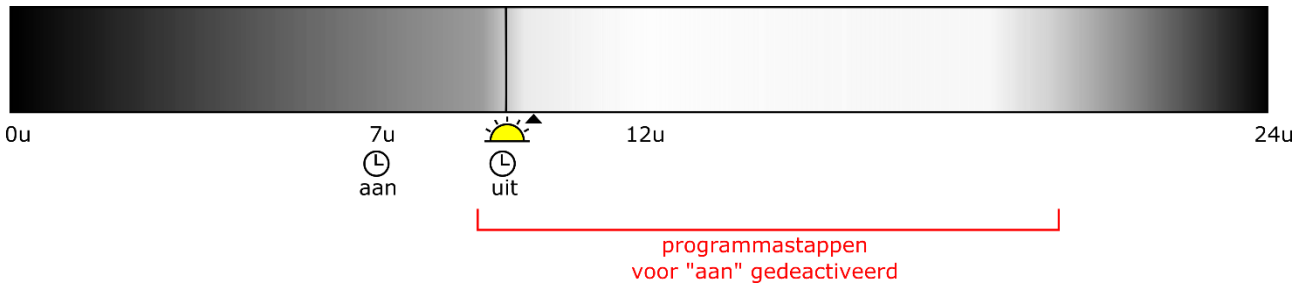 0u 7u 12u 24u
aan uit
programmastappen
voor "aan" gedeactiveerd